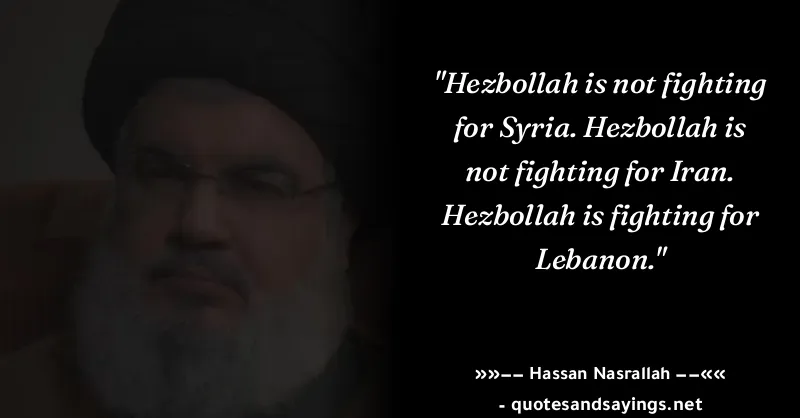 "Hezbollah is not fighting
for Syria. Hezbollah is
not fighting for Iran.
Hezbollah is fighting for
Lebanon."
»»−− Hassan Nasrallah −−««
- quotesandsayings.net